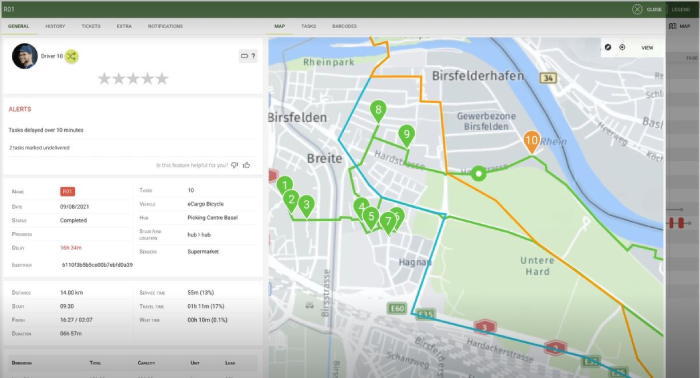 R01
CLOSE
LEGEND
GENERAL HISTORY TICKETS EXTRA NOTIFICATIONS
MAP TASKS BARCODES
MAP
Driver 10
?
ALERTS
Tasks delayed over 10 minutes
2 tasks marked undelivered
Is this feature helpful for you?
NAME R01
DATE 09/08/2021
STATUS Completed
PROGRESS
DELAY 16h 34m
IDENTIFIER 6110f3b5b5ce00b7ebfd0a39
TASKS 10
VEHICLE eCargo Bicycle
HUB Picking Centre Basel
START/END LOCATION hub > hub
SENDERS Supermarket
DISTANCE 14.00 km
START 09:30
FINISH 16:27 / 02:07
DURATION 06h 57m
SERVICE TIME 55m (13%)
TRAVEL TIME 01h 11m (17%)
WAIT TIME 00h 10m (0.1%)
DIMENSION TOTAL CAPACITY UNIT LOAD
VIEW
Rheinpark
Birsfelderhafen
34
Birsfelden
Gewerbezone
Birsfelden
Breite
Hardstrasse
Rhein
8
9
10
1
2
3
4
5
6
7
Hagnau
Untere
Hard
Birsstrasse
E60
E35
3
2
Hardackerstrasse
Schanzweg